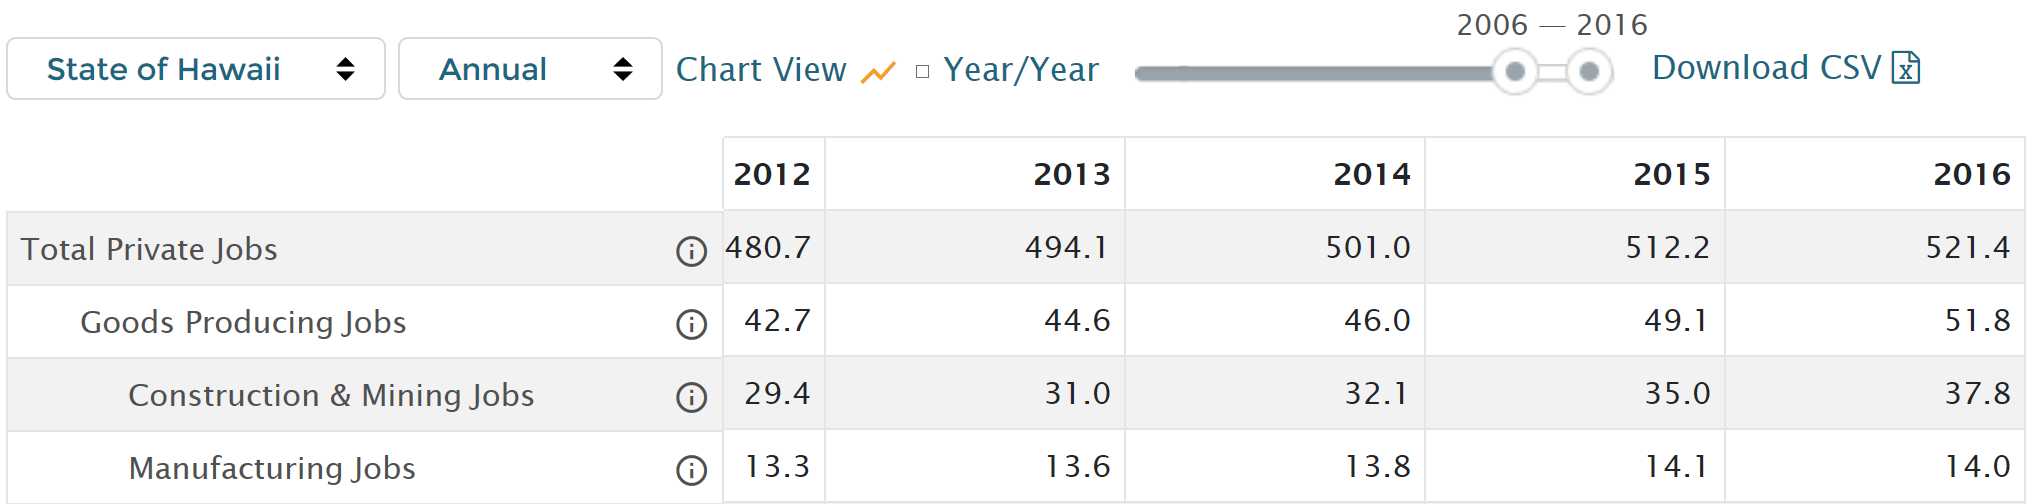 2006 — 2016
State of Hawaii Annual Chart View Year/Year Download CSV
2012 2013 2014 2015 2016
Total Private Jobs 480.7 494.1 501.0 512.2 521.4
Goods Producing Jobs 42.7 44.6 46.0 49.1 51.8
Construction & Mining Jobs 29.4 31.0 32.1 35.0 37.8
Manufacturing Jobs 13.3 13.6 13.8 14.1 14.0